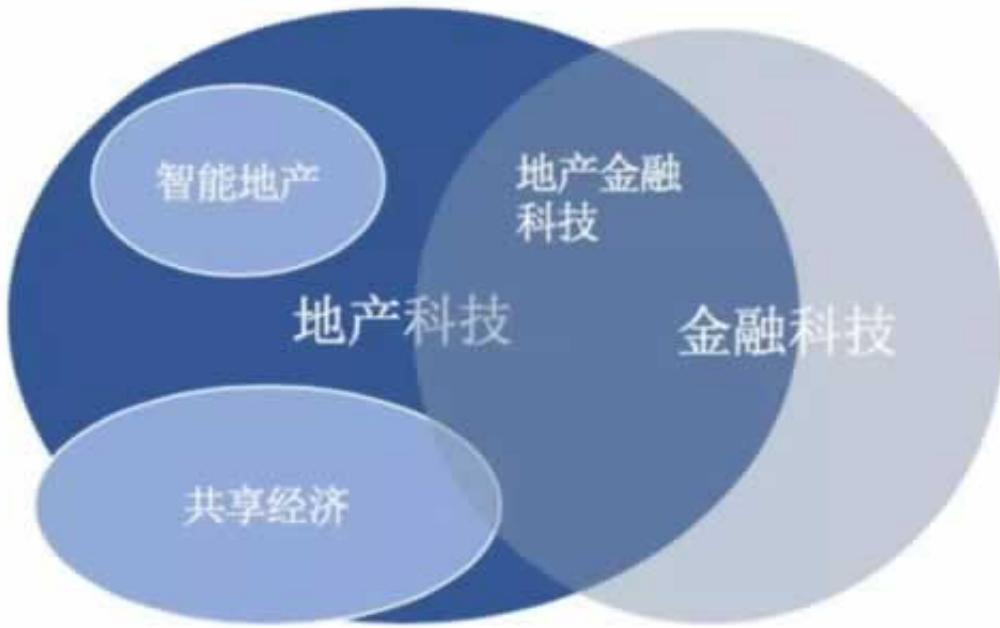 智能地产
地产金融
科技
地产科技
金融科技
共享经济